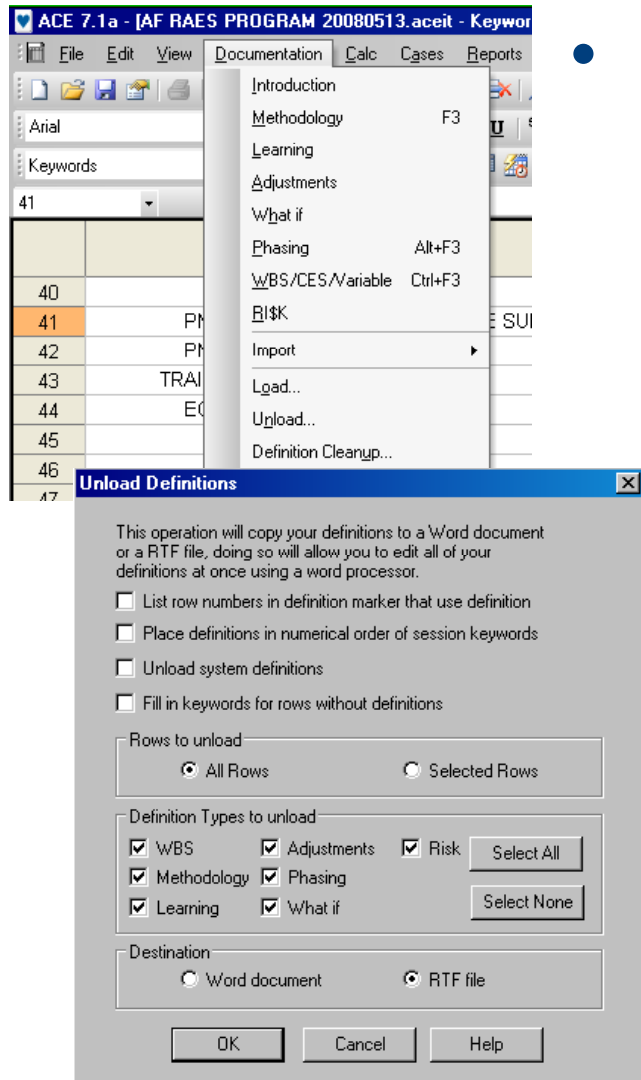 ACE 7.1a - [AF RAES PROGRAM 20080513.aceit - Keywor
File Edit View Documentation Calc Cases Reports
Introduction
Arial
Methodology F3
U
Learning
Keywords
Adjustments
41
What if
Phasing Alt+F3
WBS/CES/Variable Ctrl+F3
40
RI$K
41
42
Import
43
Load...
44
Unload...
45
Definition Cleanup...
46
47
Unload Definitions
This operation will copy your definitions to a Word document
or a RTF file, doing so will allow you to edit all of your
definitions at once using a word processor.
List row numbers in definition marker that use definition
Place definitions in numerical order of session keywords
Unload system definitions
Fill in keywords for rows without definitions
Rows to unload
All Rows Selected Rows
Definition Types to unload
WBS Adjustments Risk Select All
Methodology Phasing
Learning What if Select None
Destination
Word document RTF file
OK Cancel Help